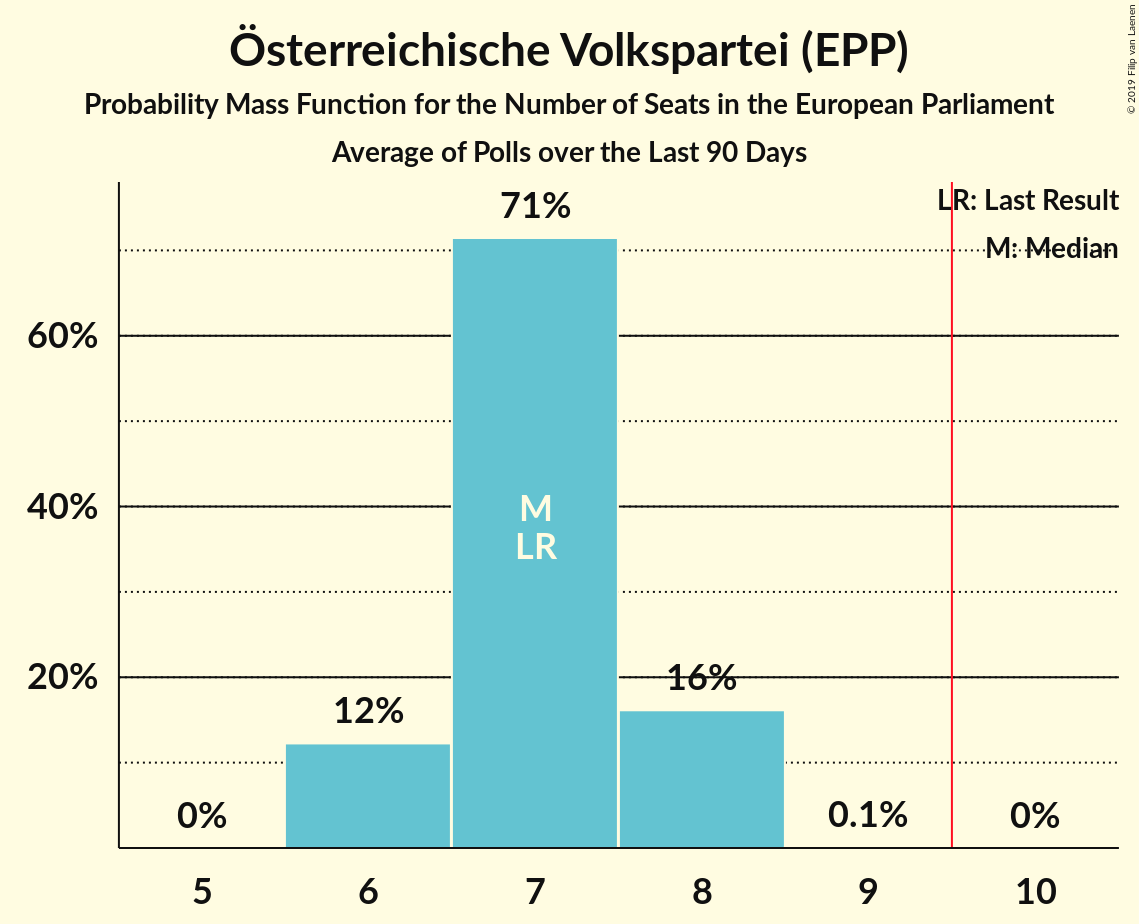 Österreichische Volkspartei (EPP)
Probability Mass Function for the Number of Seats in the European Parliament
Average of Polls over the Last 90 Days
© 2019 Filip van Laenen
LR: Last Result
M: Median
71%
60%
40%
M
LR
20%
16%
12%
0%
0.1%
0%
5
6
7
8
9
10